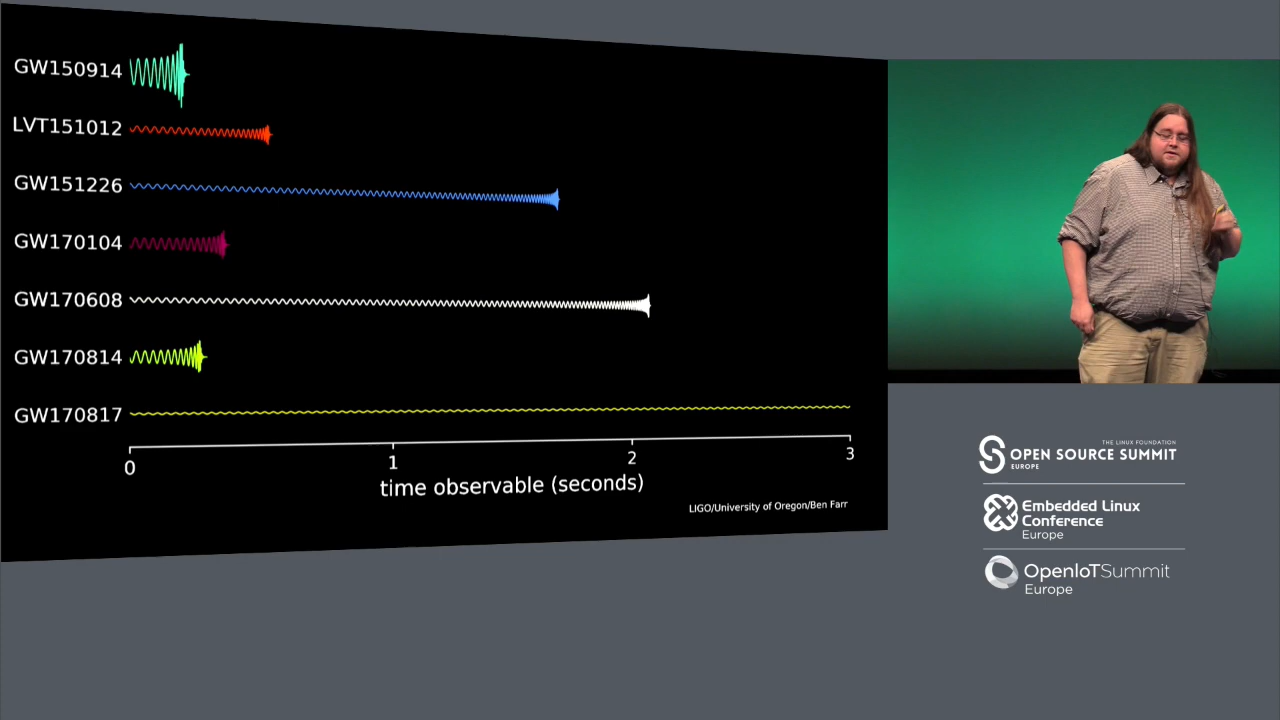 GW150914
LVT151012
GW151226
GW170104
GW170608
GW170814
GW170817
0 1 2 3
time observable (seconds)
LIGO/University of Oregon/Ben Farr
THE LINUX FOUNDATION
OPEN SOURCE SUMMIT
EUROPE
Embedded Linux
Conference
Europe
OpenIoTSummit
Europe